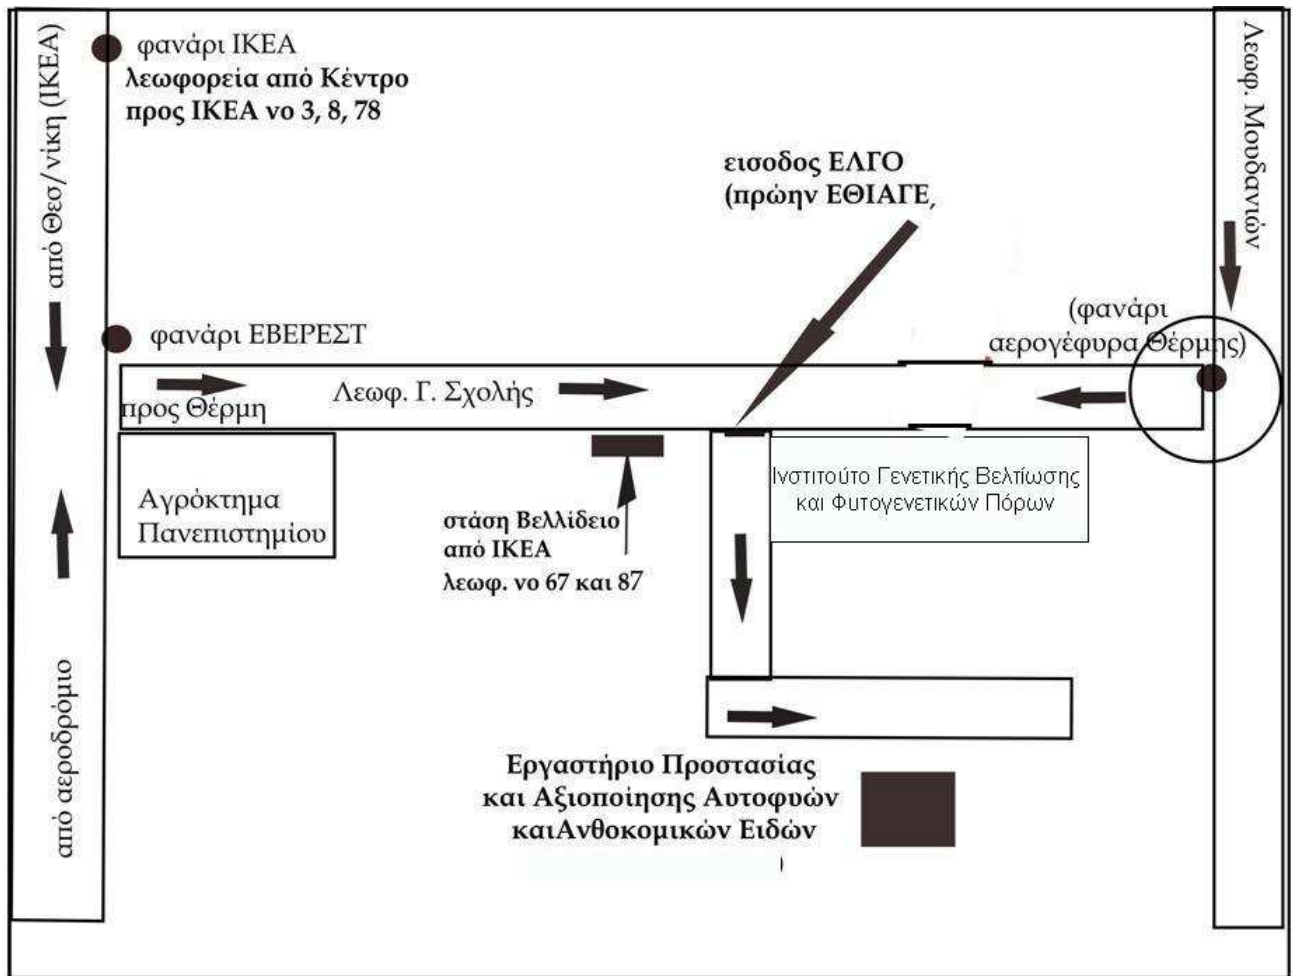 από Θεσ/νίκη (ΙΚΕΑ)
φανάρι ΙΚΕΑ
λεωφορεία από Κέντρο
προς ΙΚΕΑ νο 3, 8, 78
Λεωφ. Μουδανιών
εισοδος ΕΛΓΟ
(πρώην ΕΘΙΑΓΕ,
φανάρι ΕΒΕΡΕΣΤ
(φανάρι
αερογέφυρα Θέρμης)
προς Θέρμη
Λεωφ. Γ. Σχολής
Αγρόκτημα
Πανεπιστημίου
στάση Βελλίδειο
από ΙΚΕΑ
λεωφ. νο 67 και 87
Ινστιτούτο Γενετικής Βελτίωσης
και Φυτογενετικών Πόρων
από αεροδρόμιο
Εργαστήριο Προστασίας
και Αξιοποίησης Αυτοφυών
καιΑνθοκομικών Ειδών